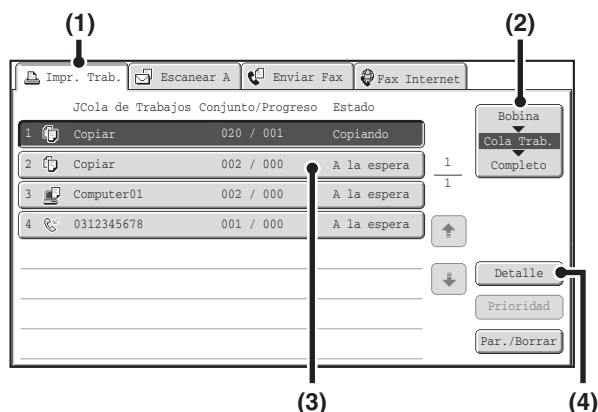 (1) (2)
Impr. Trab. Escanear A Enviar Fax Fax Internet
JCola de Trabajos Conjunto/Progreso Estado
Bobina
1 Copiar 020 / 001 Copiando
Cola Trab.
2 Copiar 002 / 000 A la espera
1
Completo
3 Computer01 002 / 000 A la espera
1
4 0312345678 001 / 000 A la espera
Detalle
Prioridad
Par./Borrar
(3) (4)